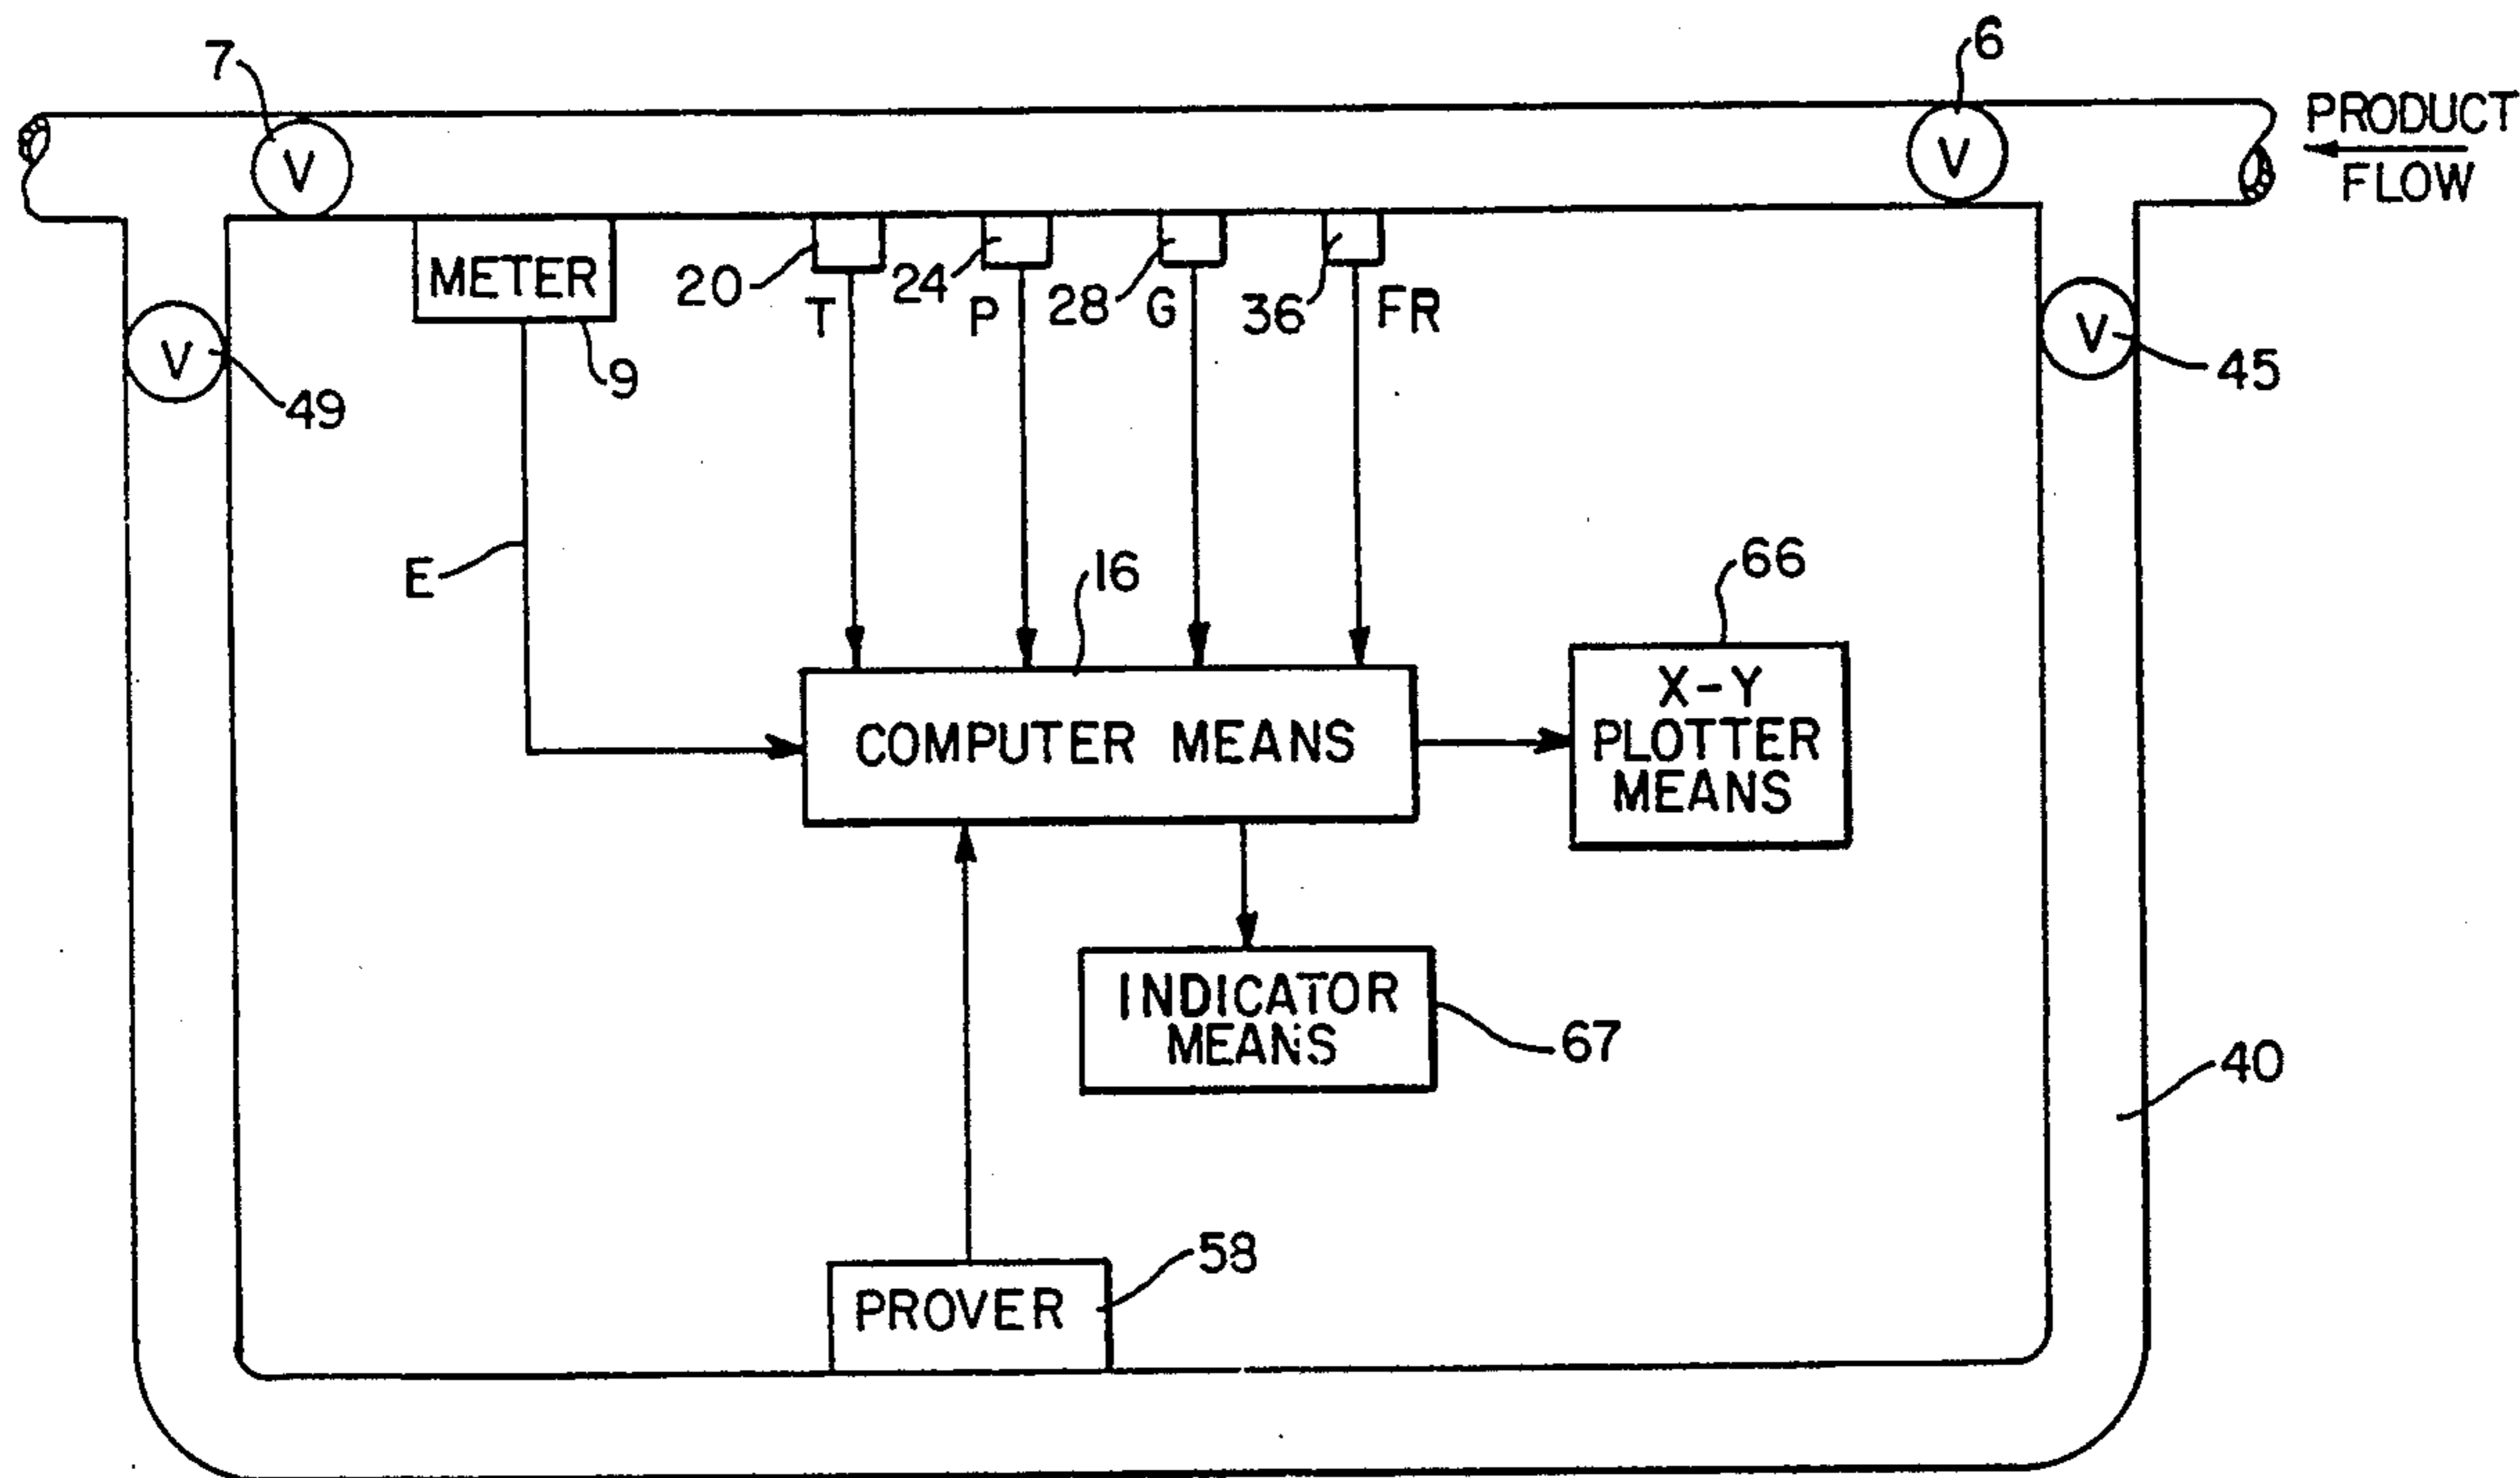 7
6
PRODUCT
FLOW
V
V
METER
20
T
24
P
28
G
36
FR
V
49
9
V
45
E
16
66
COMPUTER MEANS
X-Y
PLOTTER
MEANS
INDICATOR
MEANS
67
40
58
PROVER